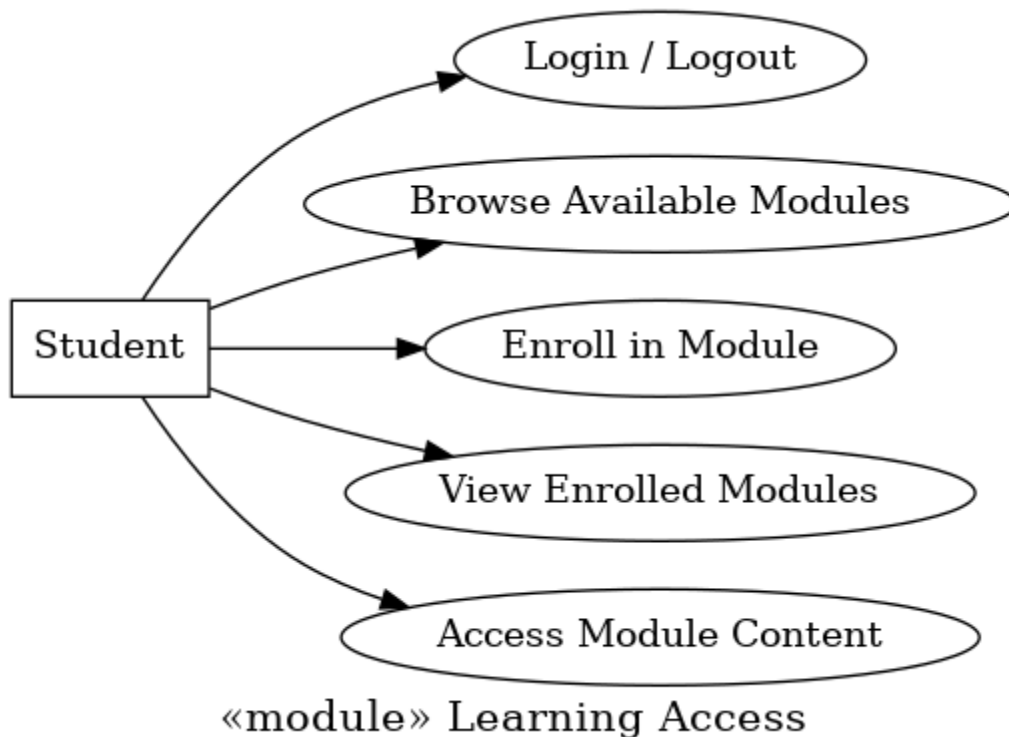 Login / Logout
Browse Available Modules
Student
Enroll in Module
View Enrolled Modules
Access Module Content
«module» Learning Access